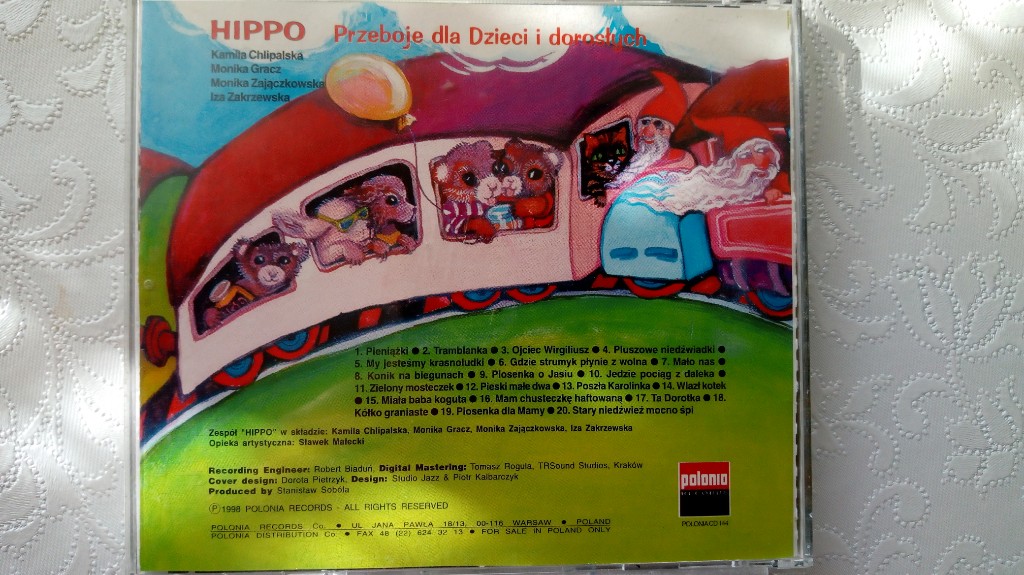 HIPPO Przeboje dla Dzieci i dorosłych
Kamila Chlipalska
Monika Gracz
Monika Zajączkowska
Iza Zakrzewska
1. Pieniążki ● 2. Tramblanka ● 3. Ojciec Wirgiliusz ● 4. Pluszowe niedźwiadki ●
5. My jesteśmy krasnoludki ● 6. Gdzie strumyk płynie z wolna ● 7. Mało nas ●
8. Konik na biegunach ● 9. Piosenka o Jasiu ● 10. Jedzie pociąg z daleka ●
11. Zielony mosteczek ● 12. Pieski małe dwa ● 13. Poszła Karolinka ● 14. Wlazł kotek
● 15. Miała baba koguta ● 16. Mam chusteczkę haftowaną ● 17. Ta Dorotka ● 18.
Kółko graniaste ● 19. Piosenka dla Mamy ● 20. Stary niedźwież mocno śpi
Zespół "HIPPO" w składzie: Kamila Chlipalska, Monika Gracz, Monika Zajączkowska, Iza Zakrzewska
Opieka artystyczna: Sławek Małecki
Recording Engineer: Robert Biaduń, Digital Mastering: Tomasz Rogula, TRSound Studios, Kraków
Cover design: Dorota Pietrzyk, Design: Studio Jazz & Piotr Kalbarczyk
Produced by Stanisław Sobóla
Ⓟ1998 POLONIA RECORDS - ALL RIGHTS RESERVED
POLONIA RECORDS Co. ● UL JANA PAWŁA 18/13, 00-116 WARSAW ● POLAND
POLONIA DISTRIBUTION Co ● FAX 48 (22) 624 32 13 ● FOR SALE IN POLAND ONLY
polonia
POLONIA CD 144